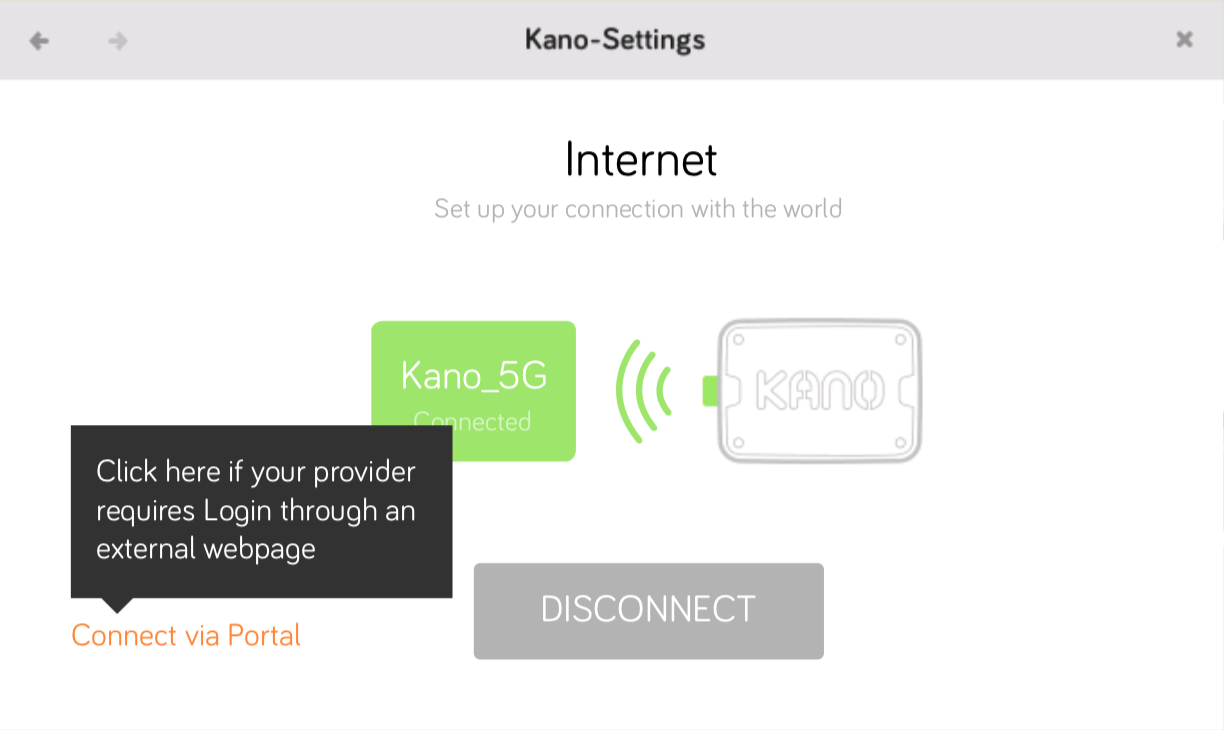 Kano-Settings
Internet
Set up your connection with the world
Kano_5G
Connected
KANO
Click here if your provider
requires Login through an
external webpage
DISCONNECT
Connect via Portal